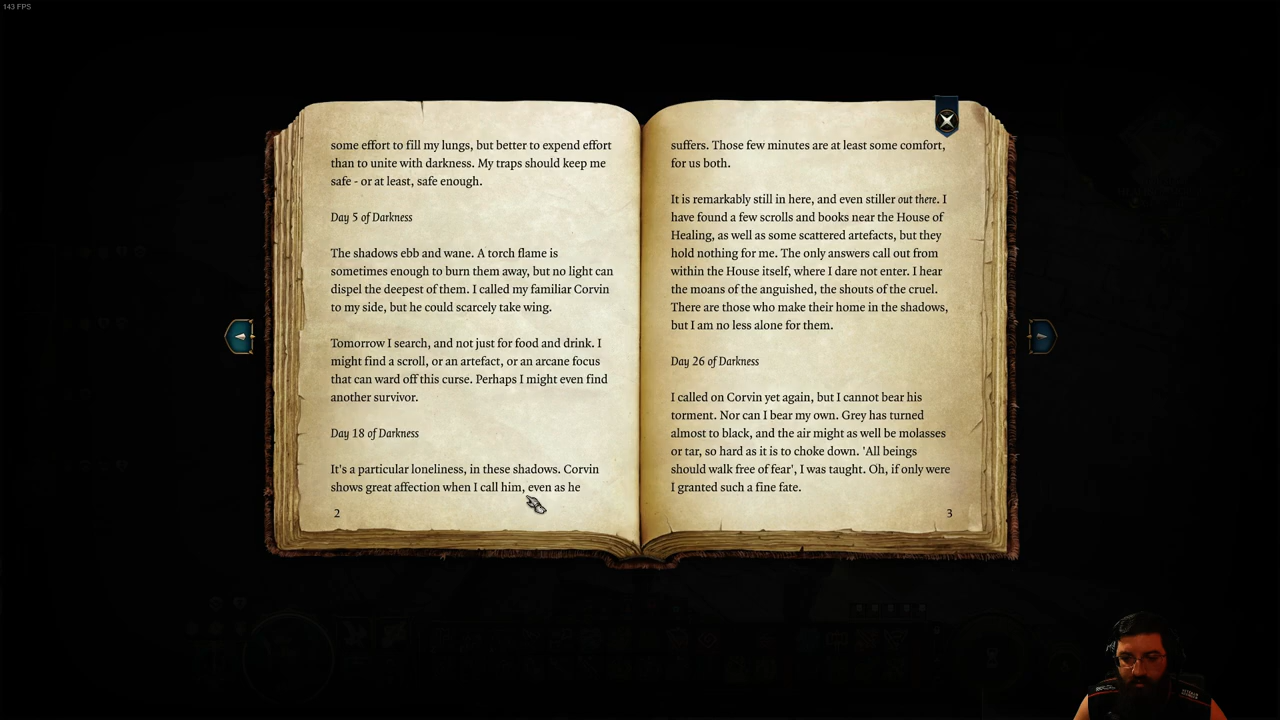 143 FPS
some effort to fill my lungs, but better to expend effort
than to unite with darkness. My traps should keep me
safe - or at least, safe enough.
Day 5 of Darkness
The shadows ebb and wane. A torch flame is
sometimes enough to burn them away, but no light can
dispel the deepest of them. I called my familiar Corvin
to my side, but he could scarcely take wing.
Tomorrow I search, and not just for food and drink. I
might find a scroll, or an artefact, or an arcane focus
that can ward off this curse. Perhaps I might even find
another survivor.
Day 18 of Darkness
It's a particular loneliness, in these shadows. Corvin
shows great affection when I call him, even as he
2
suffers. Those few minutes are at least some comfort,
for us both.
It is remarkably still in here, and even stiller out there. I
have found a few scrolls and books near the House of
Healing, as well as some scattered artefacts, but they
hold nothing for me. The only answers call out from
within the House itself, where I dare not enter. I hear
the moans of the anguished, the shouts of the cruel.
There are those who make their home in the shadows,
but I am no less alone for them.
Day 26 of Darkness
I called on Corvin yet again, but I cannot bear his
torment. Nor can I bear my own. Grey has turned
almost to black, and the air might as well be molasses
or tar, so hard as it is to choke down. 'All beings
should walk free of fear', I was taught. Oh, if only were
I granted such a fine fate.
3